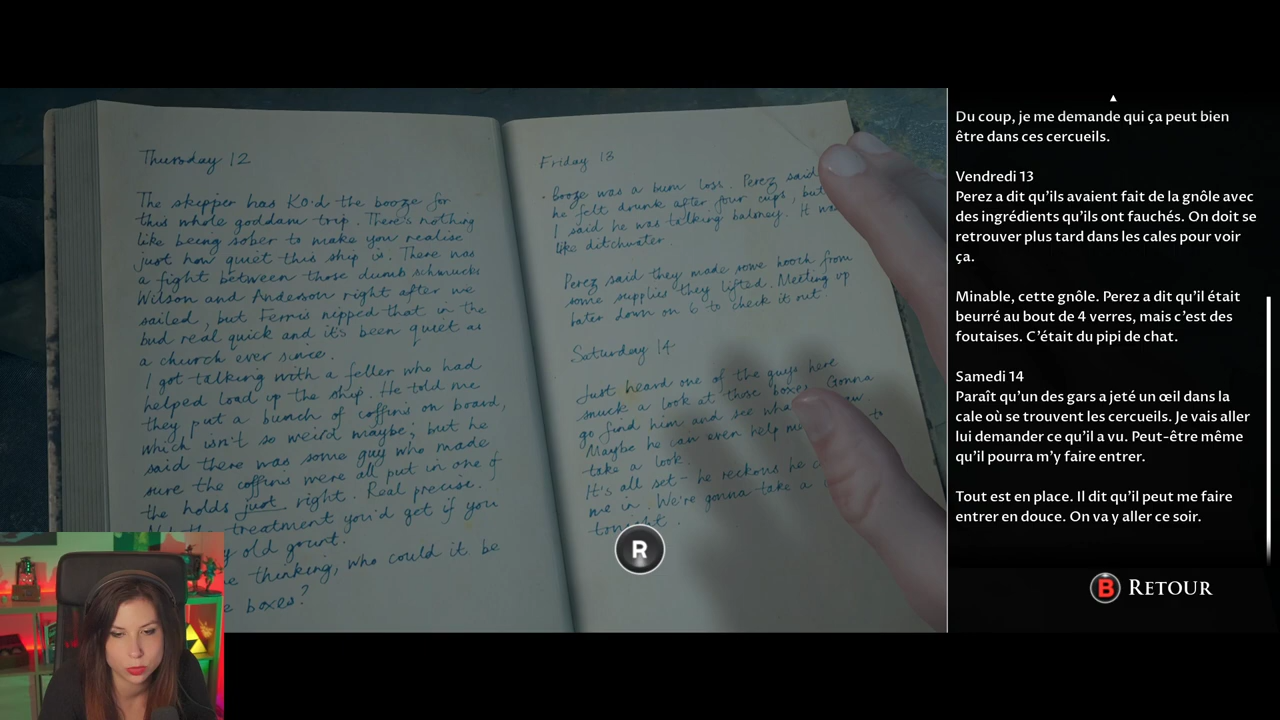 Thursday 12
The skipper has KO'd the booze for
this whole goddam trip. There's nothing
like being sober to make you realise
just how quiet this ship is. There was
a fight between those dumb schmucks
Wilson and Anderson right after we
sailed, but Ferris nipped that in the
bud real quick and it's been quiet as
a church ever since.
I got talking with a feller who had
helped load up the ship. He told me
they put a bunch of coffins on board,
which isn't so weird maybe; but he
said there was some guy who made
sure the coffins were all put in one of
the holds just right. Real precise.
treatment you'd get if you
old grunt.
thinking, who could it be
boxes?
Friday 13
booze was a bum loss. Perez said
he felt drunk after four cups, but
I said he was talking baloney. It was
like ditchwater.
Perez said they made some hooch from
some supplies they lifted. Meeting up
later down on 6 to check it out
Saturday 14
Just heard one of the guys here
snuck a look at those boxes. Gonna
go find him and see what
Maybe he can even help me to
take a look.
It's all set - he reckons he
me in. We're gonna take a
tonight.
R
Du coup, je me demande qui ça peut bien
être dans ces cercueils.
Vendredi 13
Perez a dit qu'ils avaient fait de la gnôle avec
des ingrédients qu'ils ont fauchés. On doit se
retrouver plus tard dans les cales pour voir
ça.
Minable, cette gnôle. Perez a dit qu'il était
beurré au bout de 4 verres, mais c'est des
foutaises. C'était du pipi de chat.
Samedi 14
Paraît qu'un des gars a jeté un œil dans la
cale où se trouvent les cercueils. Je vais aller
lui demander ce qu'il a vu. Peut-être même
qu'il pourra m'y faire entrer.
Tout est en place. Il dit qu'il peut me faire
entrer en douce. On va y aller ce soir.
B RETOUR